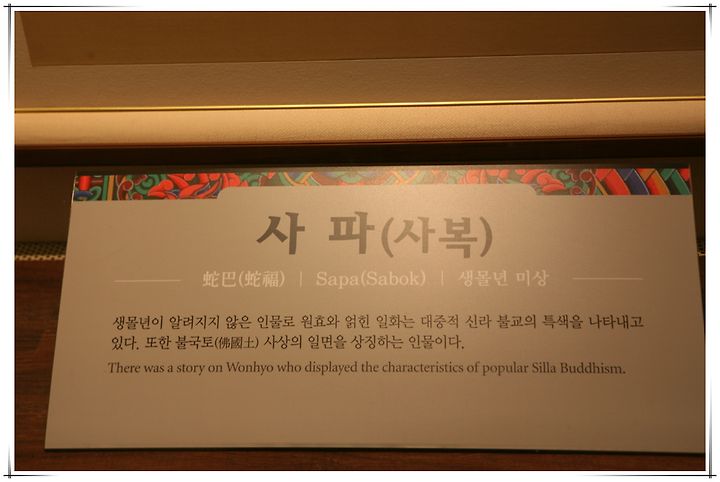 사 파(사복)
蛇巴(蛇福) | Sapa(Sabok) | 생몰년 미상
생몰년이 알려지지 않은 인물로 원효와 얽힌 일화는 대중적 신라 불교의 특색을 나타내고
있다. 또한 불국토(佛國土) 사상의 일면을 상징하는 인물이다.
There was a story on Wonhyo who displayed the characteristics of popular Silla Buddhism.